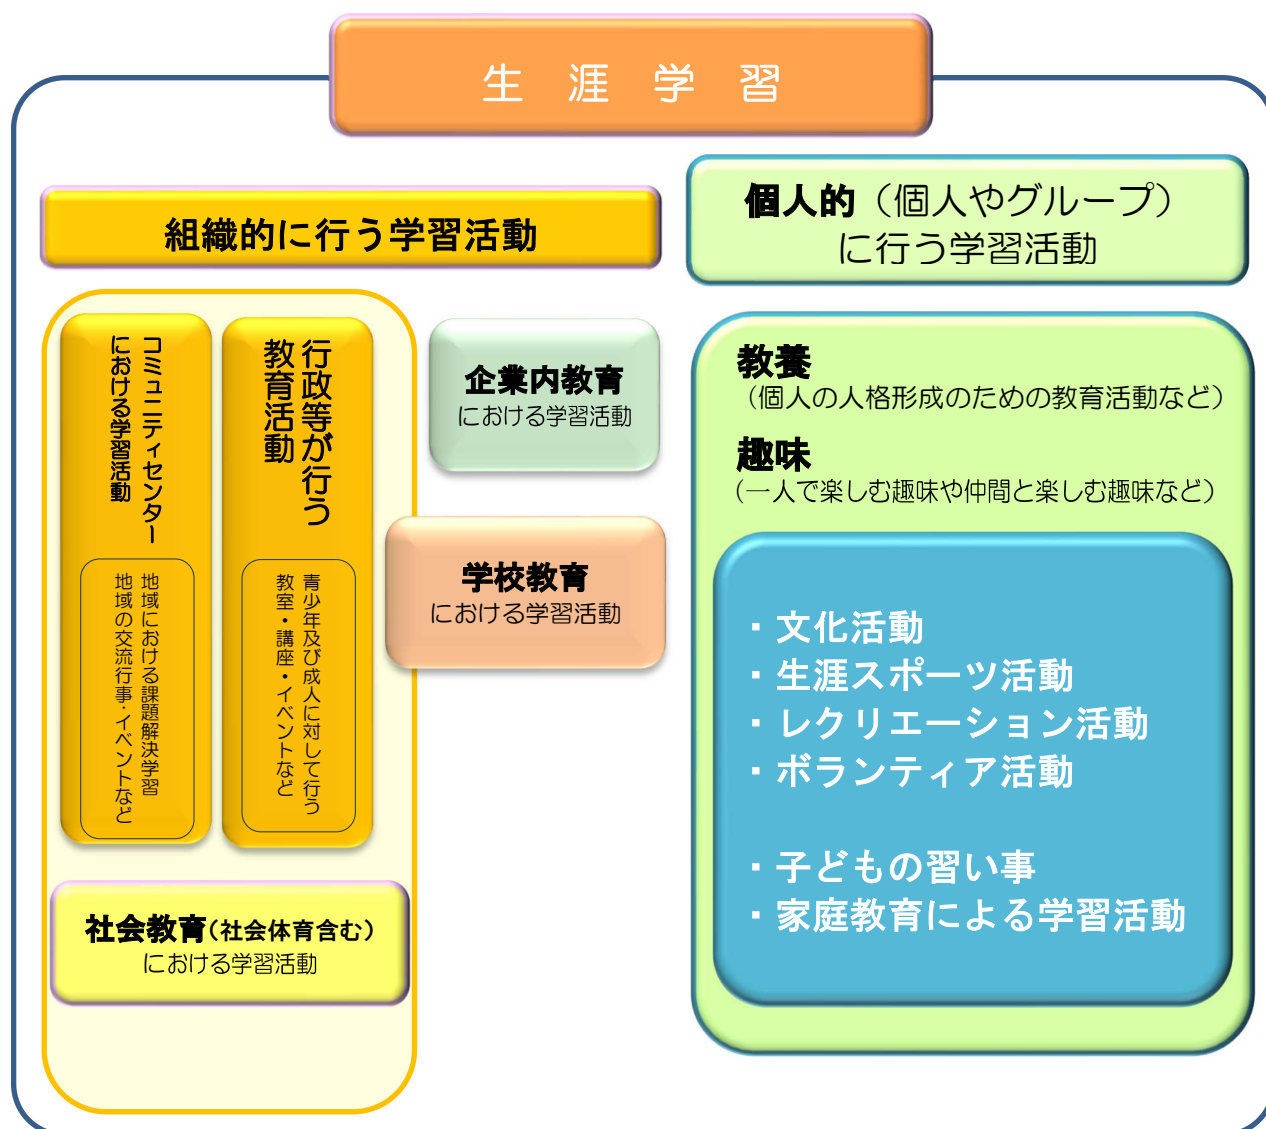 生涯学習
組織的に行う学習活動
個人的（個人やグループ）
に行う学習活動
コミュニティセンター
における学習活動
地域における課題解決学習
地域の交流行事・イベントなど
行政等が行う
教育活動
青少年及び成人に対して行う
教室・講座・イベントなど
社会教育（社会体育含む）
における学習活動
企業内教育
における学習活動
学校教育
における学習活動
教養
（個人の人格形成のための教育活動など）
趣味
（一人で楽しむ趣味や仲間と楽しむ趣味など）
・文化活動
・生涯スポーツ活動
・レクリエーション活動
・ボランティア活動
・子どもの習い事
・家庭教育による学習活動